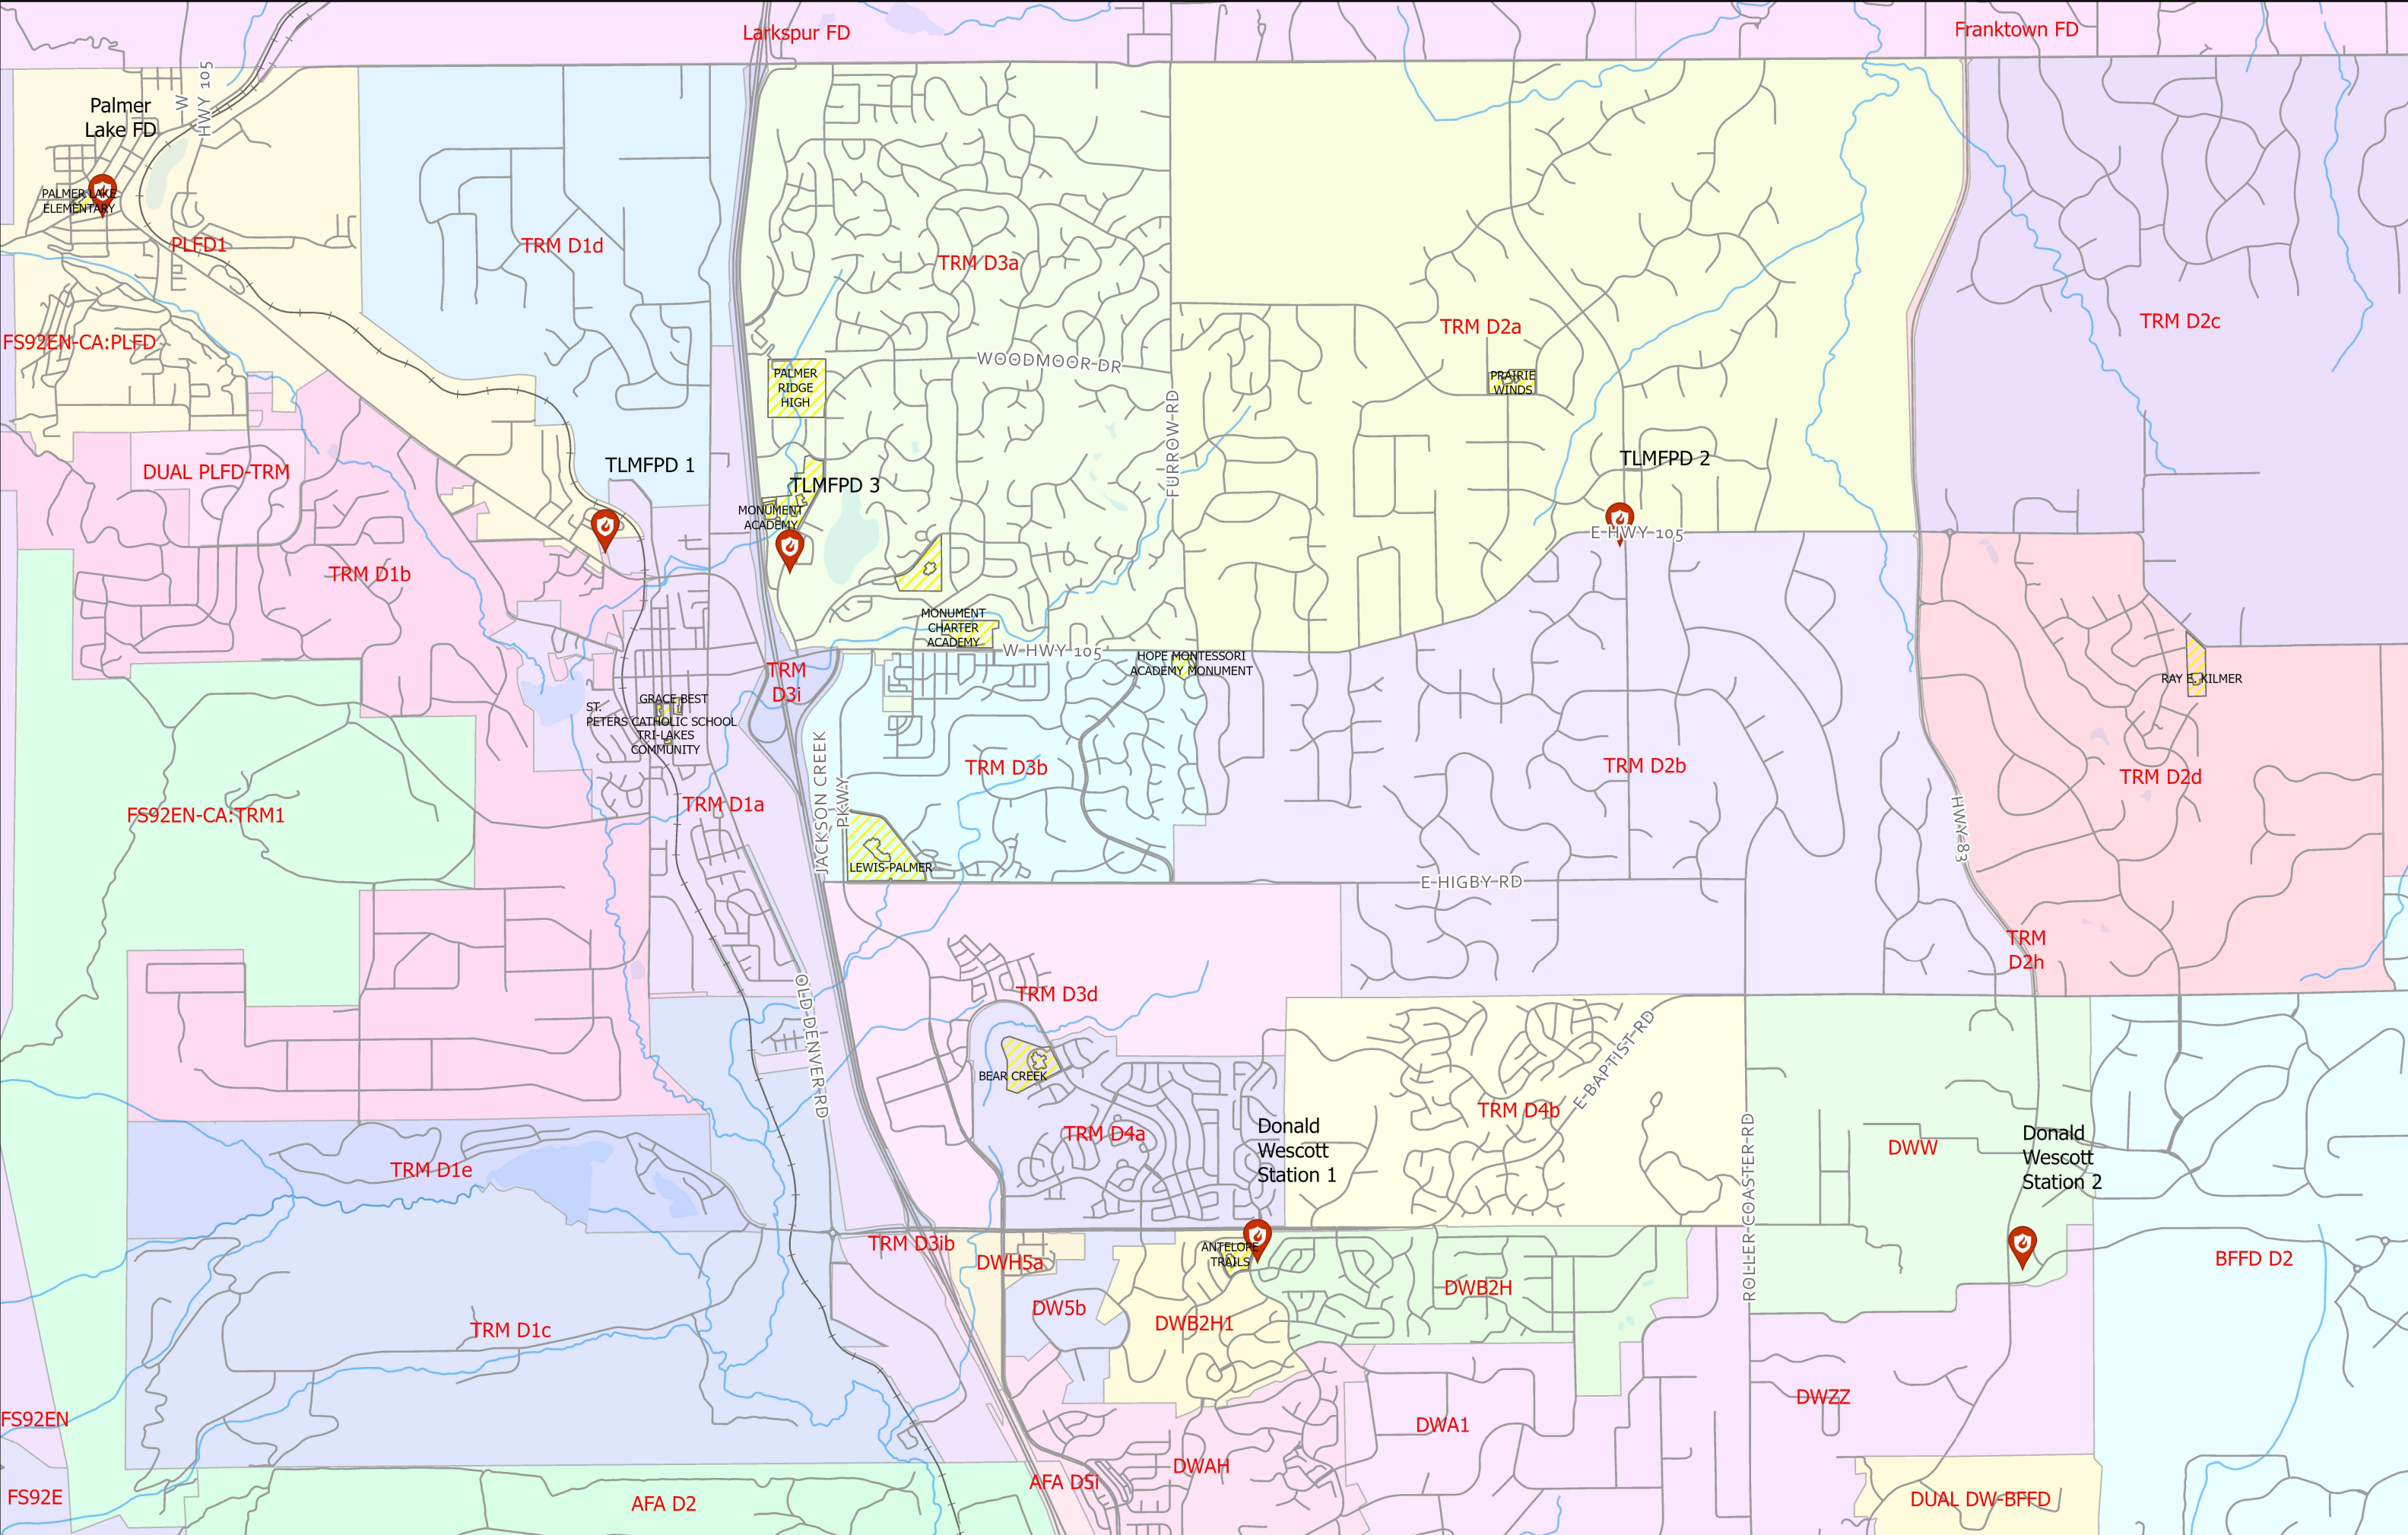 Larkspur FD
Franktown FD
W
HWY 105
Palmer
Lake FD
PALMER LAKE
ELEMENTARY
PLFD1
TRM D1d
TRM D3a
TRM D2a
TRM D2c
FS92EN-CA:PLFD
WOODMOOR DR
PALMER
RIDGE
HIGH
PRAIRIE
WINDS
FURROW RD
DUAL PLFD-TRM
TLMFPD 1
TLMFPD 3
TLMFPD 2
MONUMENT
ACADEMY
E HWY 105
TRM D1b
MONUMENT
CHARTER
ACADEMY
W HWY 105
HOPE MONTESSORI
ACADEMY MONUMENT
TRM
D3i
RAY E. KILMER
GRACE BEST
ST.
PETERS CATHOLIC SCHOOL
TRI-LAKES
COMMUNITY
JACKSON CREEK
PKWY
TRM D3b
TRM D2b
TRM D2d
TRM D1a
FS92EN-CA:TRM1
HWY 83
LEWIS-PALMER
E HIGBY RD
TRM
D2h
TRM D3d
OLD DENVER RD
BEAR CREEK
E BAPTIST RD
TRM D4b
TRM D4a
Donald
Wescott
Station 1
DWW
Donald
Wescott
Station 2
ROLLER COASTER RD
TRM D1e
TRM D3ib
DWH5a
ANTELOPE
TRAILS
BFFD D2
DW5b
DWB2H
DWB2H1
TRM D1c
DWZZ
FS92EN
DWA1
DWAH
AFA D5i
FS92E
AFA D2
DUAL DW-BFFD